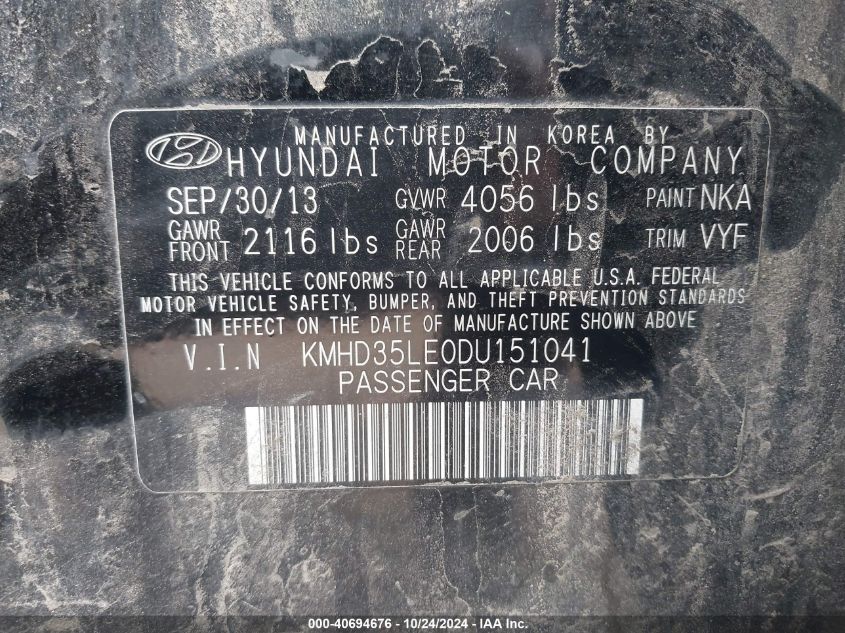 MANUFACTURED IN KOREA BY
HYUNDAI MOTOR COMPANY
SEP/30/13 GVWR 4056 lbs PAINT NKA
GAWR FRONT 2116 lbs GAWR REAR 2006 lbs TRIM VYF
THIS VEHICLE CONFORMS TO ALL APPLICABLE U.S.A. FEDERAL
MOTOR VEHICLE SAFETY, BUMPER, AND THEFT PREVENTION STANDARDS
IN EFFECT ON THE DATE OF MANUFACTURE SHOWN ABOVE
V.I.N KMHD35LE0DU151041
PASSENGER CAR
000-40694676 - 10/24/2024 - WWW.IAAI.COM